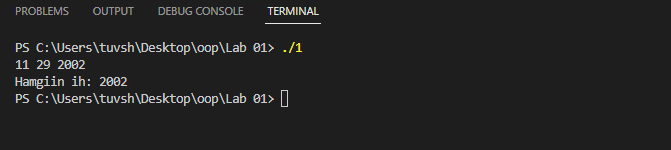 PROBLEMS OUTPUT DEBUG CONSOLE TERMINAL
PS C:\Users\tuvsh\Desktop\oop\Lab 01> ./1
11 29 2002
Hamgiin ih: 2002
PS C:\Users\tuvsh\Desktop\oop\Lab 01>